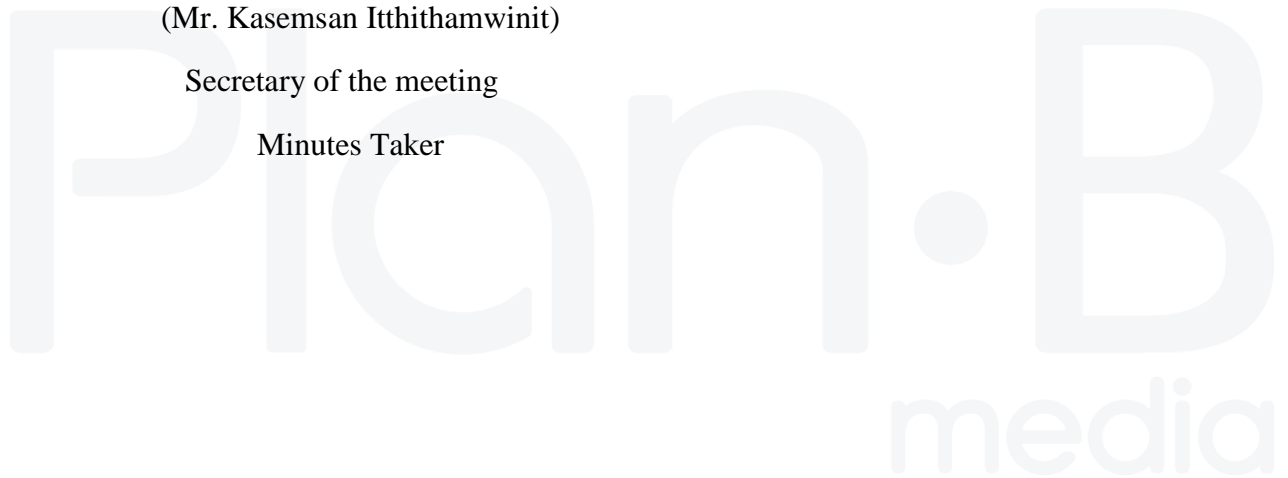 (Mr. Kasemsan Itthithamwinit)
Secretary of the meeting
Minutes Taker
Plan·B
media